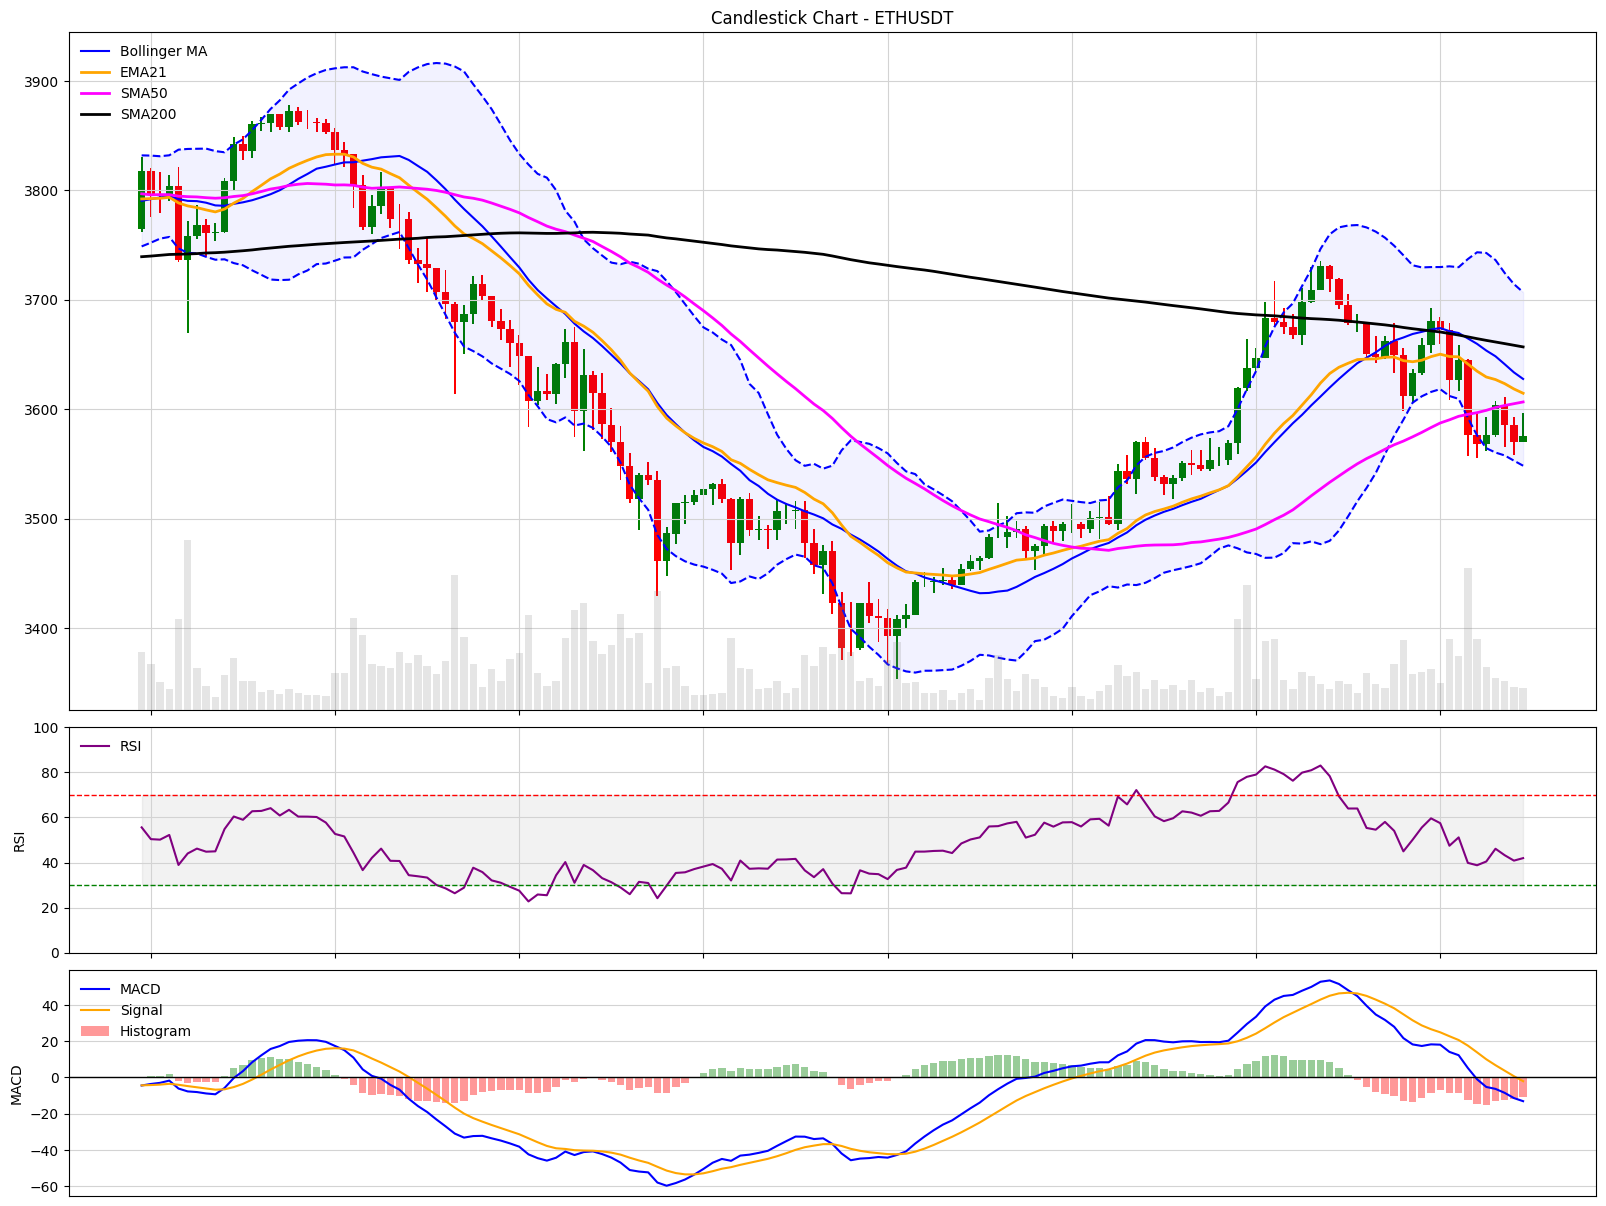 Candlestick Chart - ETHUSDT
Bollinger MA
EMA21
SMA50
SMA200
3900
3800
3700
3600
3500
3400
RSI
100
80
60
40
20
0
RSI
MACD
Signal
Histogram
40
20
0
−20
−40
−60
MACD